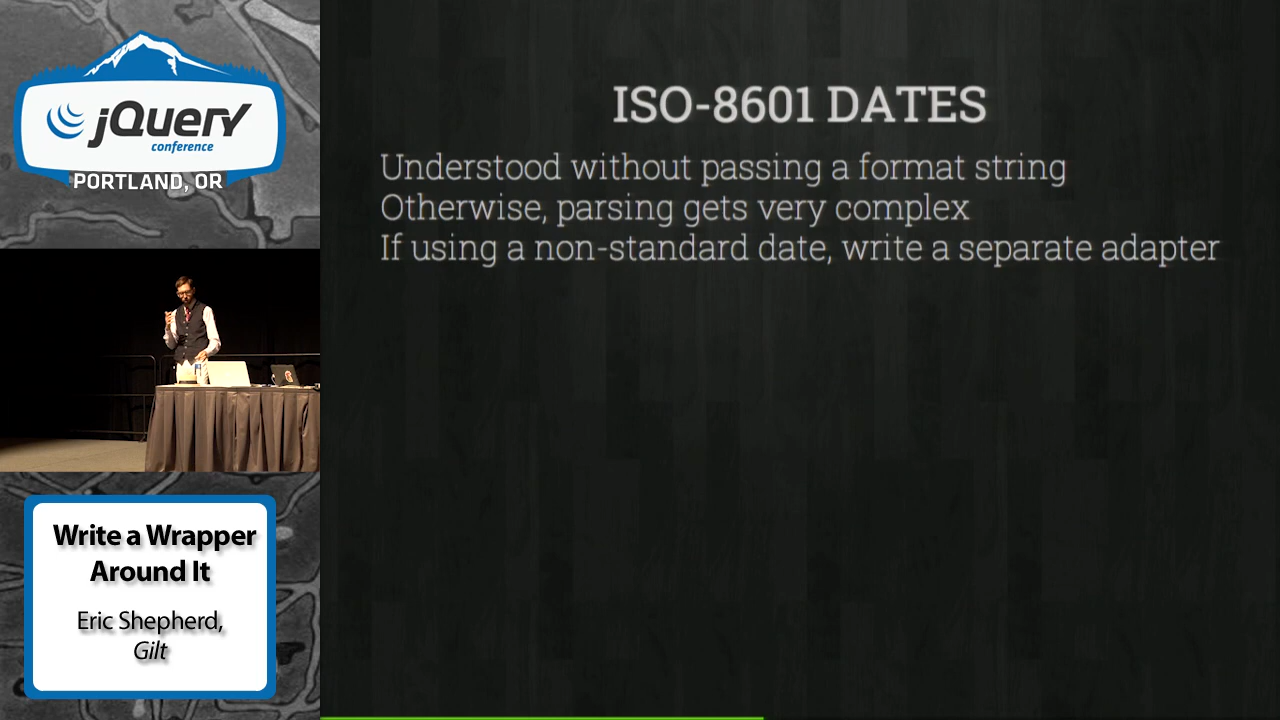 jQuery
conference
PORTLAND, OR
ISO-8601 DATES
Understood without passing a format string
Otherwise, parsing gets very complex
If using a non-standard date, write a separate adapter
Write a Wrapper
Around It
Eric Shepherd,
Gilt